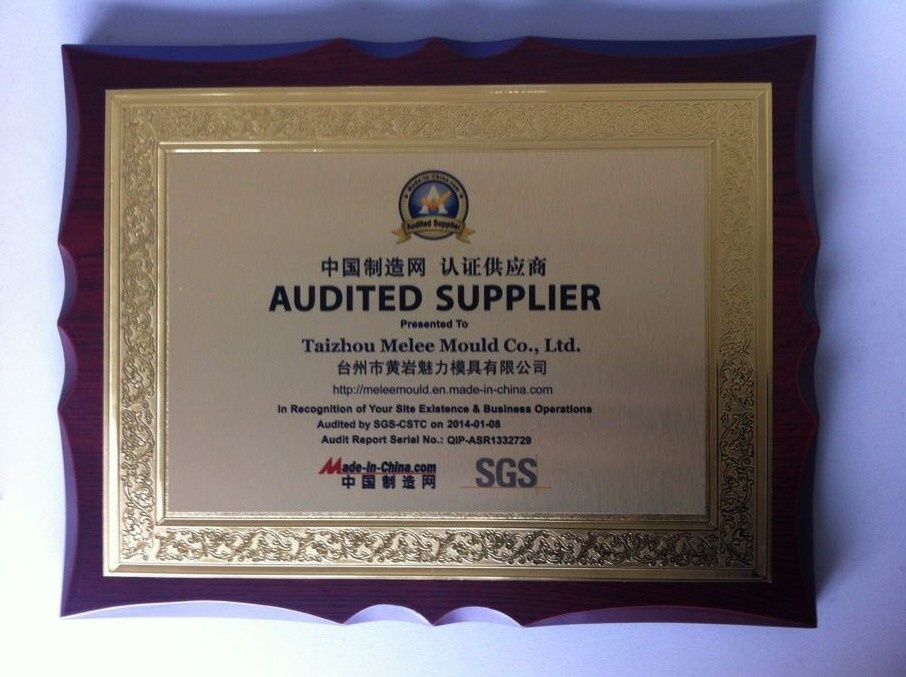 Made-in-China.com
Audited Supplier
中国制造网 认证供应商
AUDITED SUPPLIER
Presented To
Taizhou Melee Mould Co., Ltd.
台州市黄岩魅力模具有限公司
http://meleemould.en.made-in-china.com
In Recognition of Your Site Existence & Business Operations
Audited by SGS-CSTC on 2014-01-08
Audit Report Serial No.: QIP-ASR1332729
Made-in-China.com
中国制造网
SGS